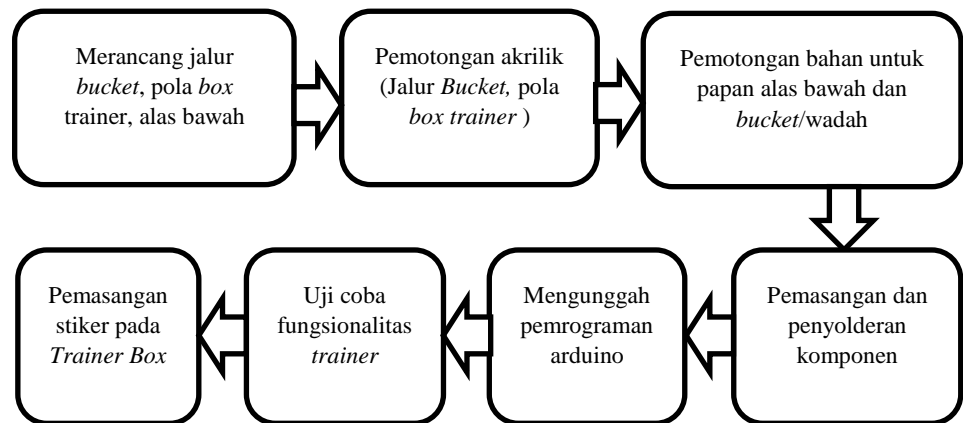 Merancang jalur
bucket, pola box
trainer, alas bawah
Pemotongan akrilik
(Jalur Bucket, pola
box trainer )
Pemotongan bahan untuk
papan alas bawah dan
bucket/wadah
Pemasangan dan
penyolderan
komponen
Mengunggah
pemrograman
arduino
Uji coba
fungsionalitas
trainer
Pemasangan
stiker pada
Trainer Box